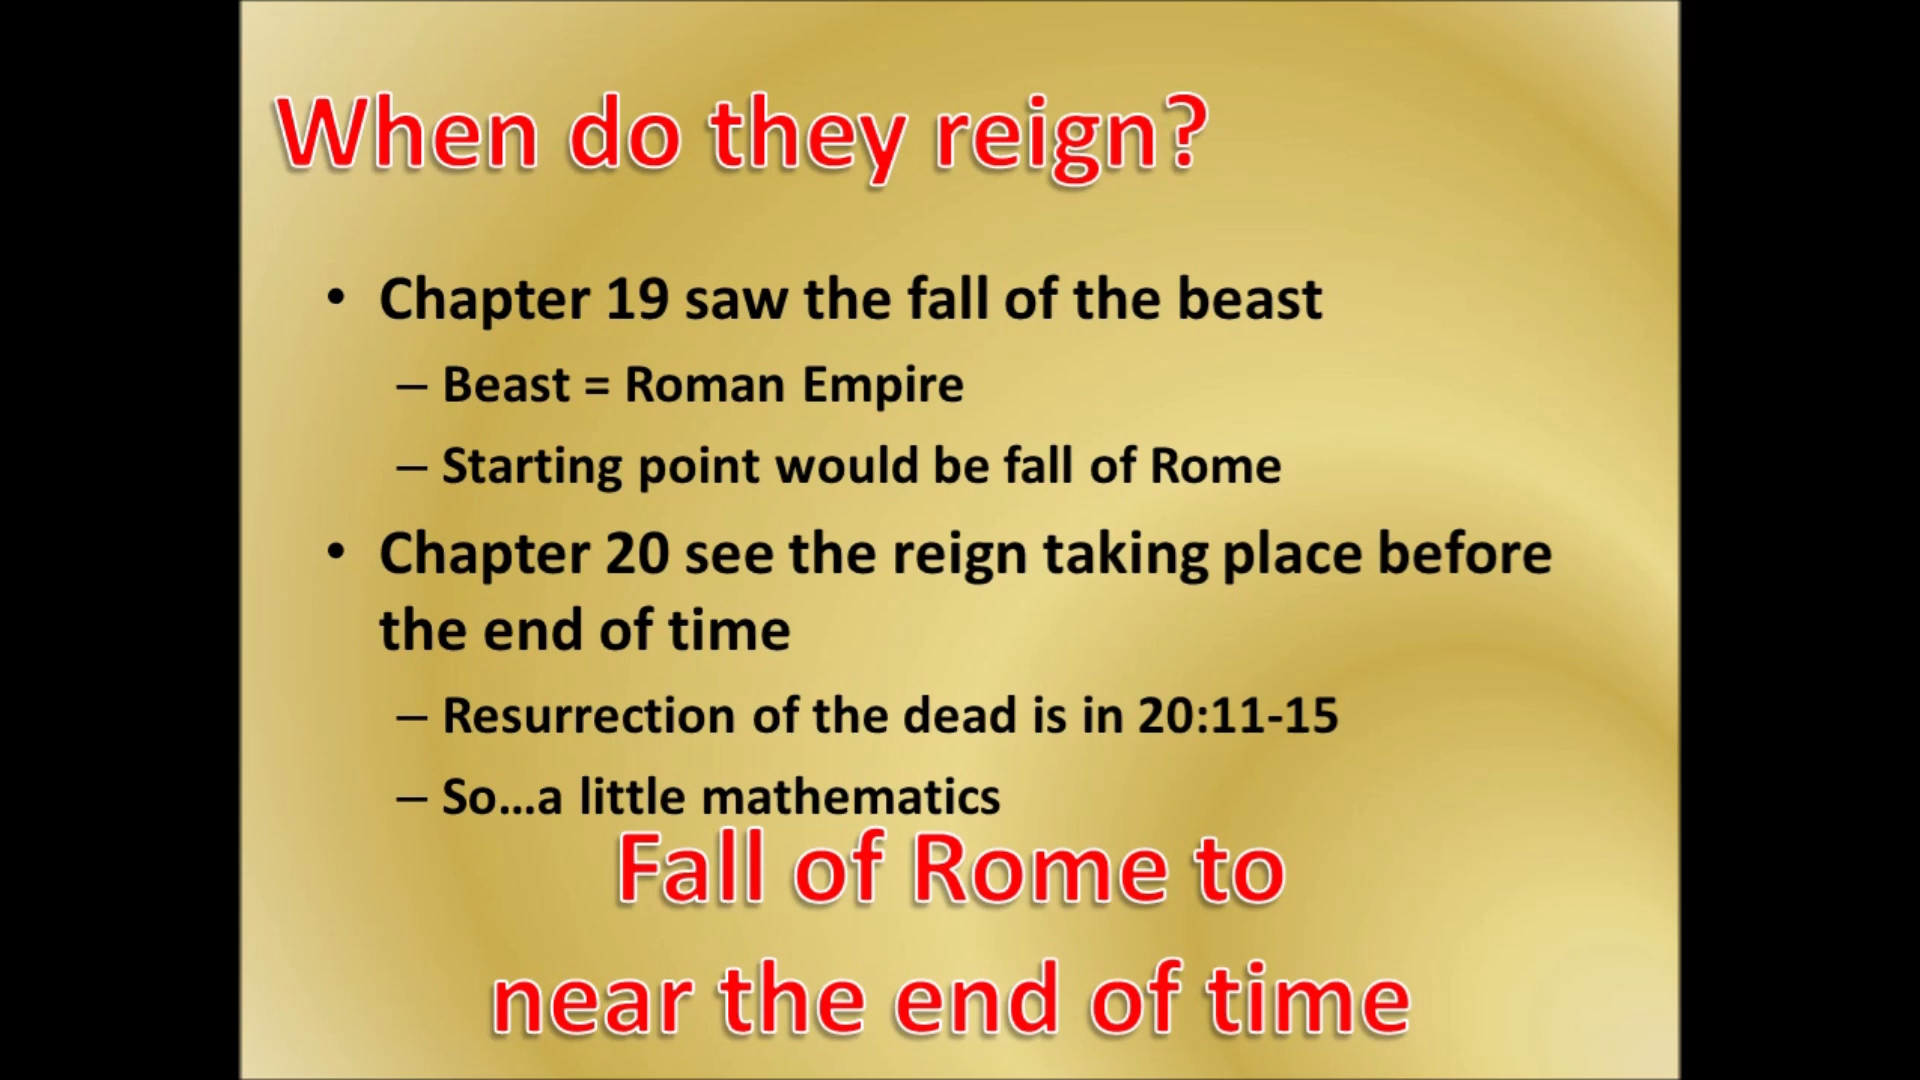 When do they reign?
• Chapter 19 saw the fall of the beast
– Beast = Roman Empire
– Starting point would be fall of Rome
• Chapter 20 see the reign taking place before
the end of time
– Resurrection of the dead is in 20:11-15
– So…a little mathematics
Fall of Rome to
near the end of time